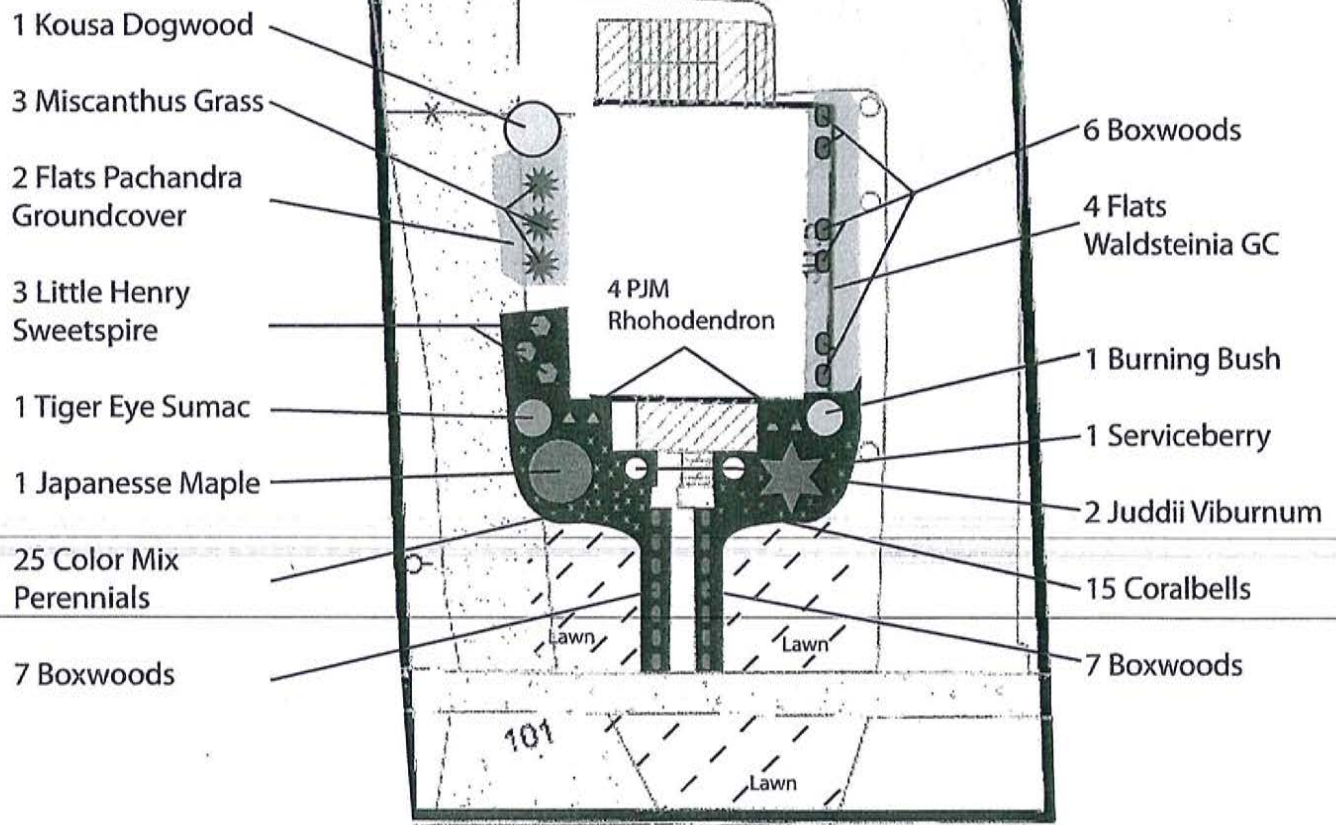 1 Kousa Dogwood
3 Miscanthus Grass
2 Flats Pachandra
Groundcover
3 Little Henry
Sweetspire
1 Tiger Eye Sumac
1 Japanesse Maple
25 Color Mix
Perennials
7 Boxwoods
4 PJM
Rhohodendron
6 Boxwoods
4 Flats
Waldsteinia GC
1 Burning Bush
1 Serviceberry
2 Juddii Viburnum
15 Coralbells
7 Boxwoods
Lawn
Lawn
101
Lawn